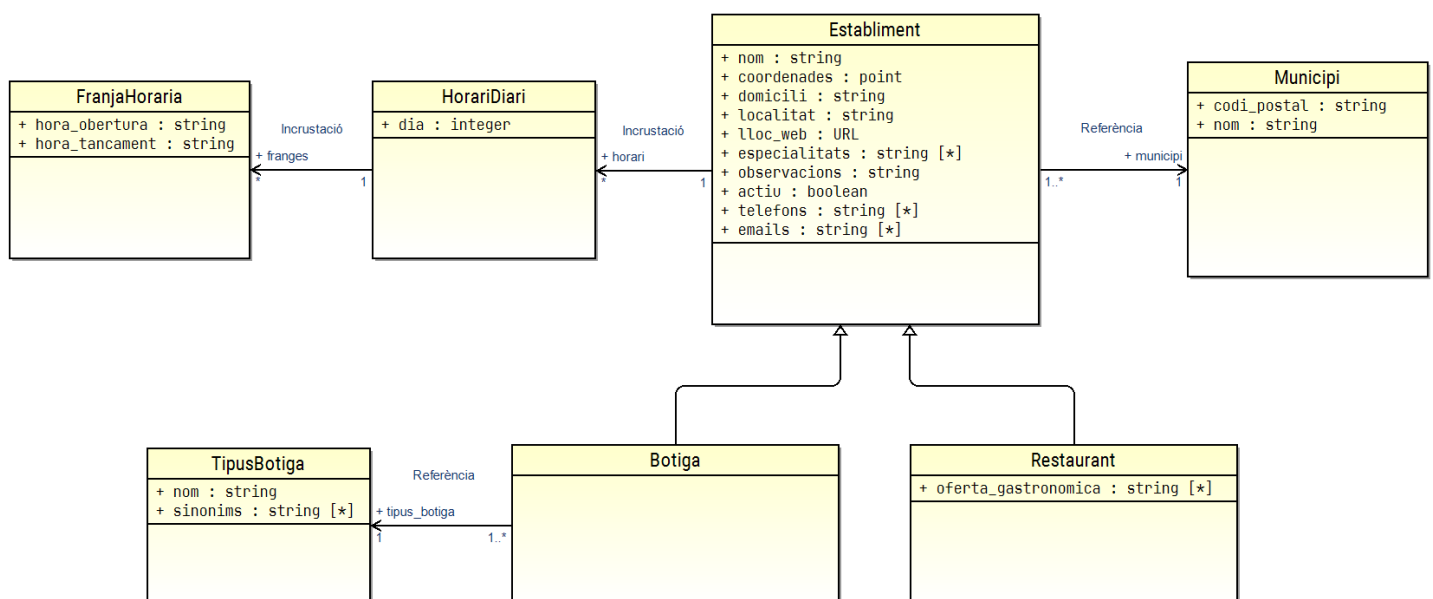 Establiment
+ nom : string
+ coordenades : point
+ domicili : string
+ localitat : string
+ lloc_web : URL
+ especialitats : string [*]
+ observacions : string
+ actiu : boolean
+ telefons : string [*]
+ emails : string [*]
FranjaHoraria
+ hora_obertura : string
+ hora_tancament : string
Incrustació
+ franges
*
1
HorariDiari
+ dia : integer
Incrustació
+ horari
*
1
Referència
+ municipi
1..*
1
Municipi
+ codi_postal : string
+ nom : string
TipusBotiga
+ nom : string
+ sinonims : string [*]
Referència
+ tipus_botiga
1
1..*
Botiga
Restaurant
+ oferta_gastronomica : string [*]